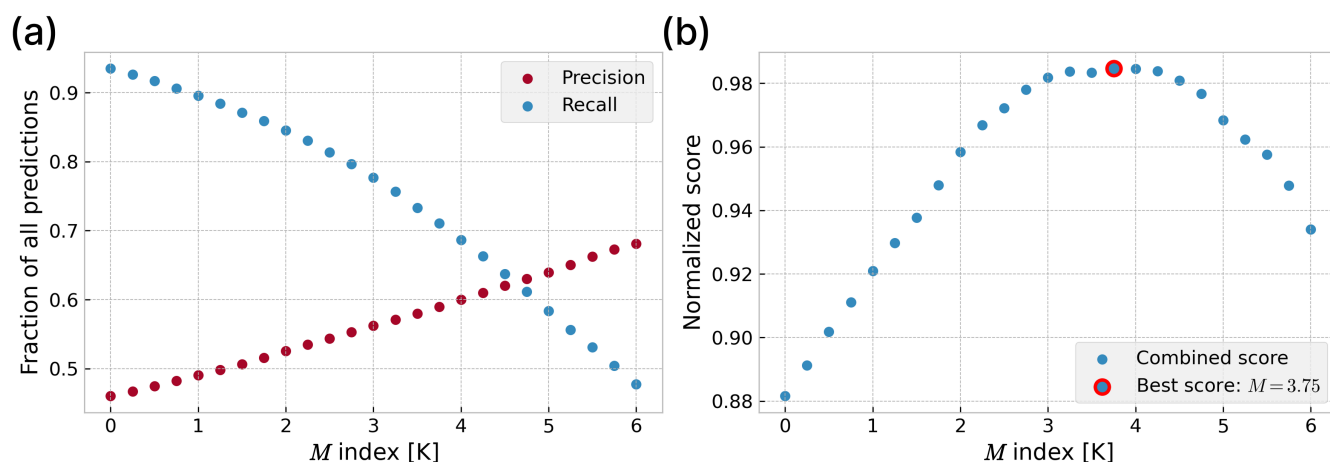 (a)
Fraction of all predictions
0.9
0.8
0.7
0.6
0.5
Precision
Recall
0 1 2 3 4 5 6
M index [K]
(b)
Normalized score
0.98
0.96
0.94
0.92
0.90
0.88
Combined score
Best score: M = 3.75
0 1 2 3 4 5 6
M index [K]